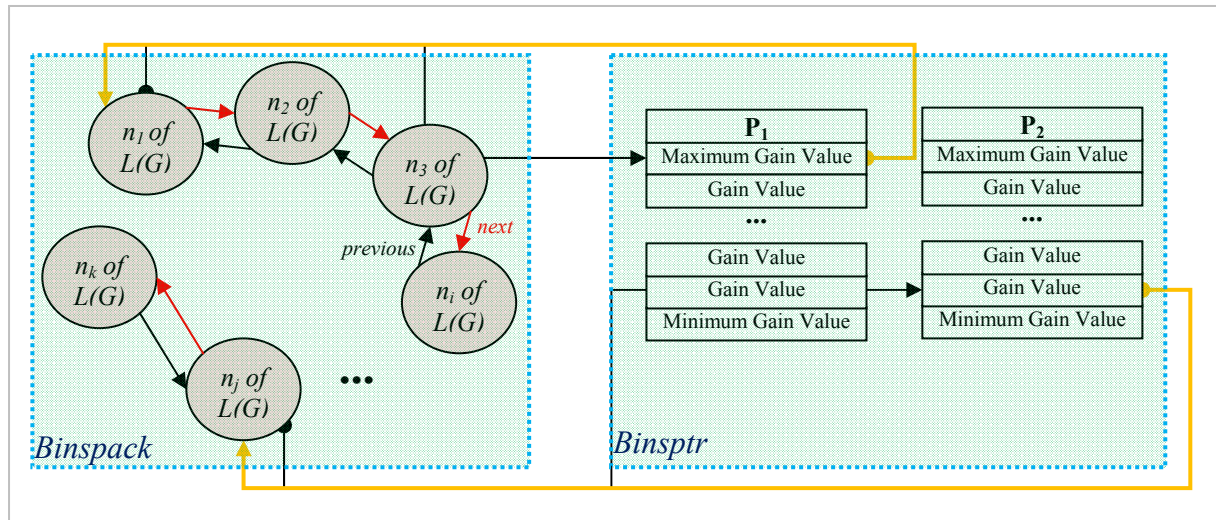 n1 of
L(G)
n2 of
L(G)
n3 of
L(G)
next
previous
ni of
L(G)
nk of
L(G)
nj of
L(G)
...
Binspack
P1
Maximum Gain Value
Gain Value
...
Gain Value
Gain Value
Minimum Gain Value
P2
Maximum Gain Value
Gain Value
...
Gain Value
Gain Value
Minimum Gain Value
Binsptr